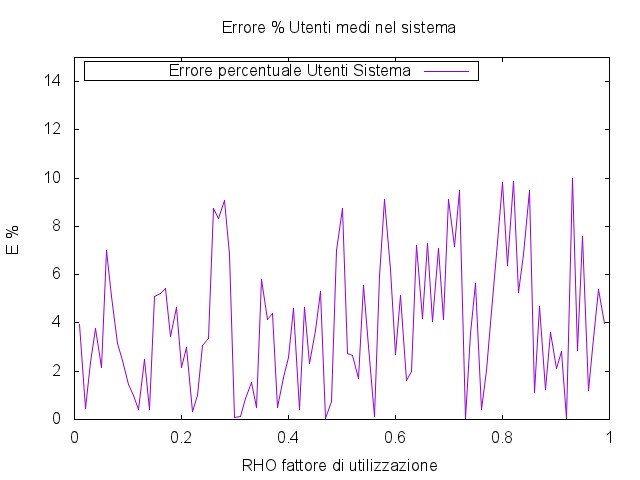 Errore % Utenti medi nel sistema
Errore percentuale Utenti Sistema
14
12
10
8
6
4
2
0
E %
0 0.2 0.4 0.6 0.8 1
RHO fattore di utilizzazione